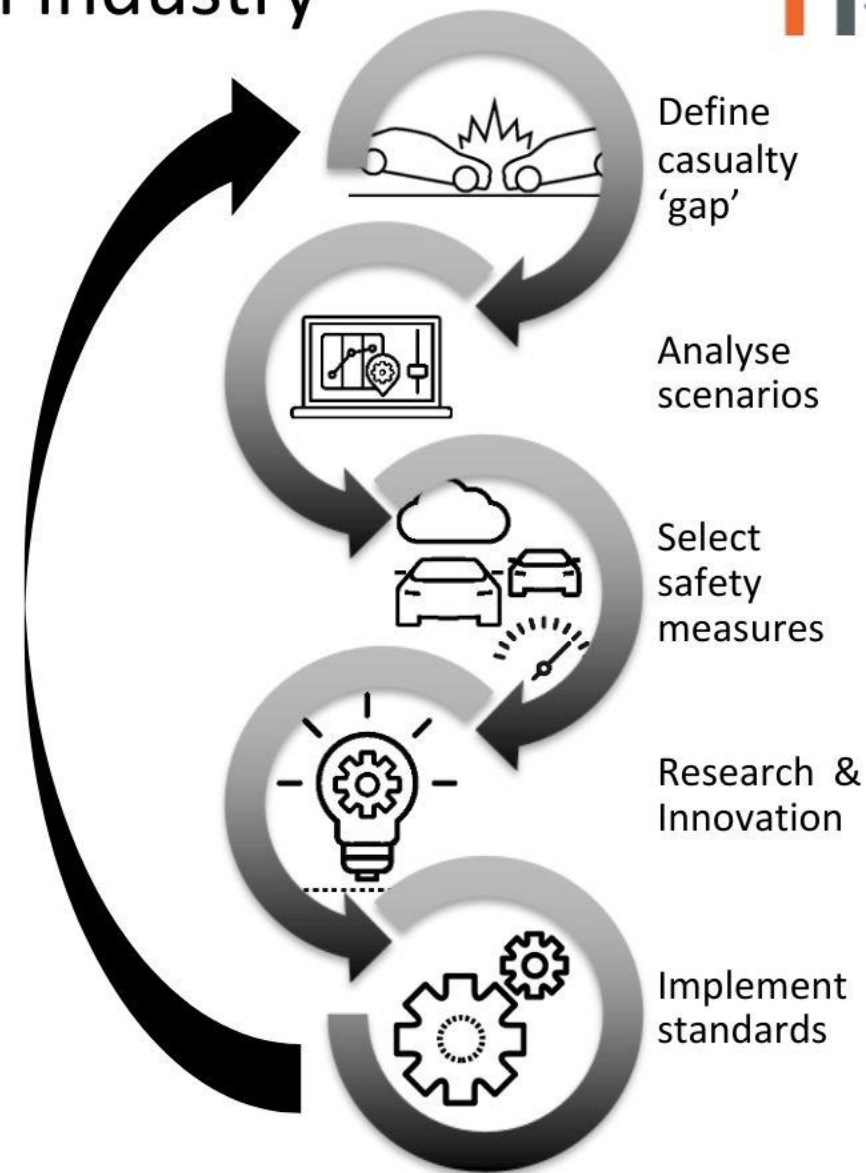 industry
Define
casualty
‘gap’
Analyse
scenarios
Select
safety
measures
Research &
Innovation
Implement
standards